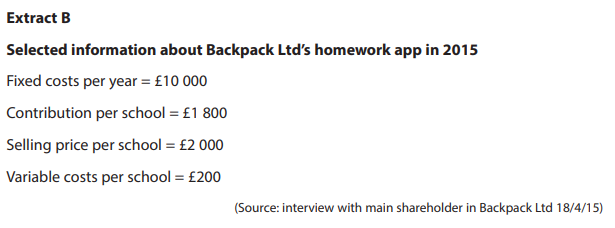 Extract B
Selected information about Backpack Ltd’s homework app in 2015
Fixed costs per year = £10 000
Contribution per school = £1 800
Selling price per school = £2 000
Variable costs per school = £200
(Source: interview with main shareholder in Backpack Ltd 18/4/15)